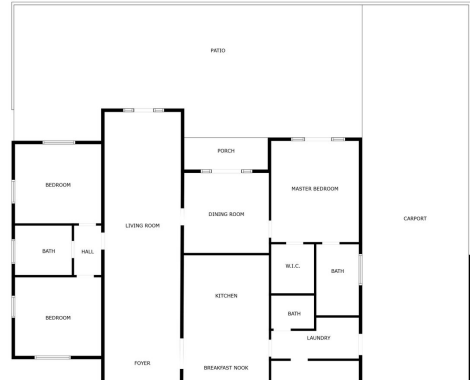 PATIO
PORCH
BEDROOM
MASTER BEDROOM
DINING ROOM
CARPORT
LIVING ROOM
BATH
HALL
W.I.C.
BATH
KITCHEN
BATH
BEDROOM
LAUNDRY
FOYER
BREAKFAST NOOK